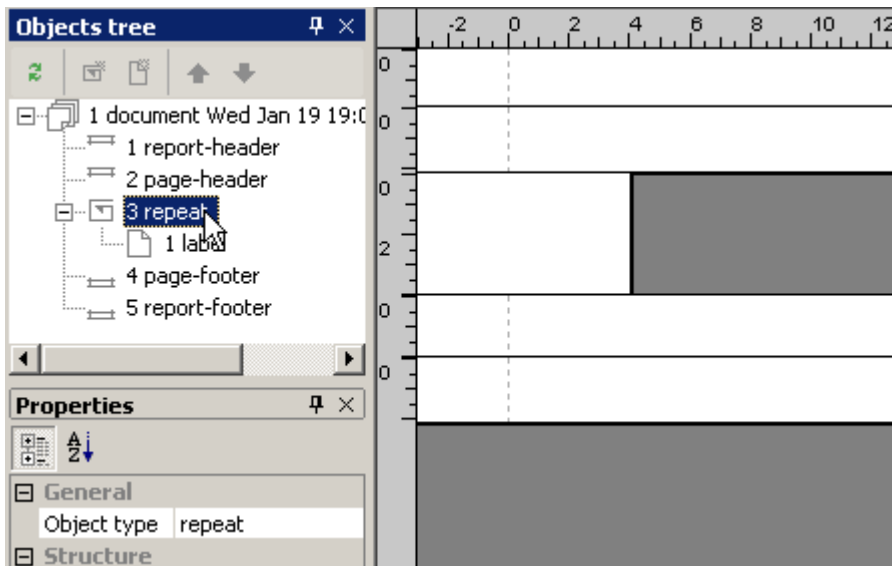 Objects tree
-2 0 2 4 6 8 10 12
0
1 document Wed Jan 19 19:0
0
1 report-header
2 page-header
3 repeat
0
1 label
2
4 page-footer
5 report-footer
0
0
Properties
A
Z
General
Object type repeat
Structure